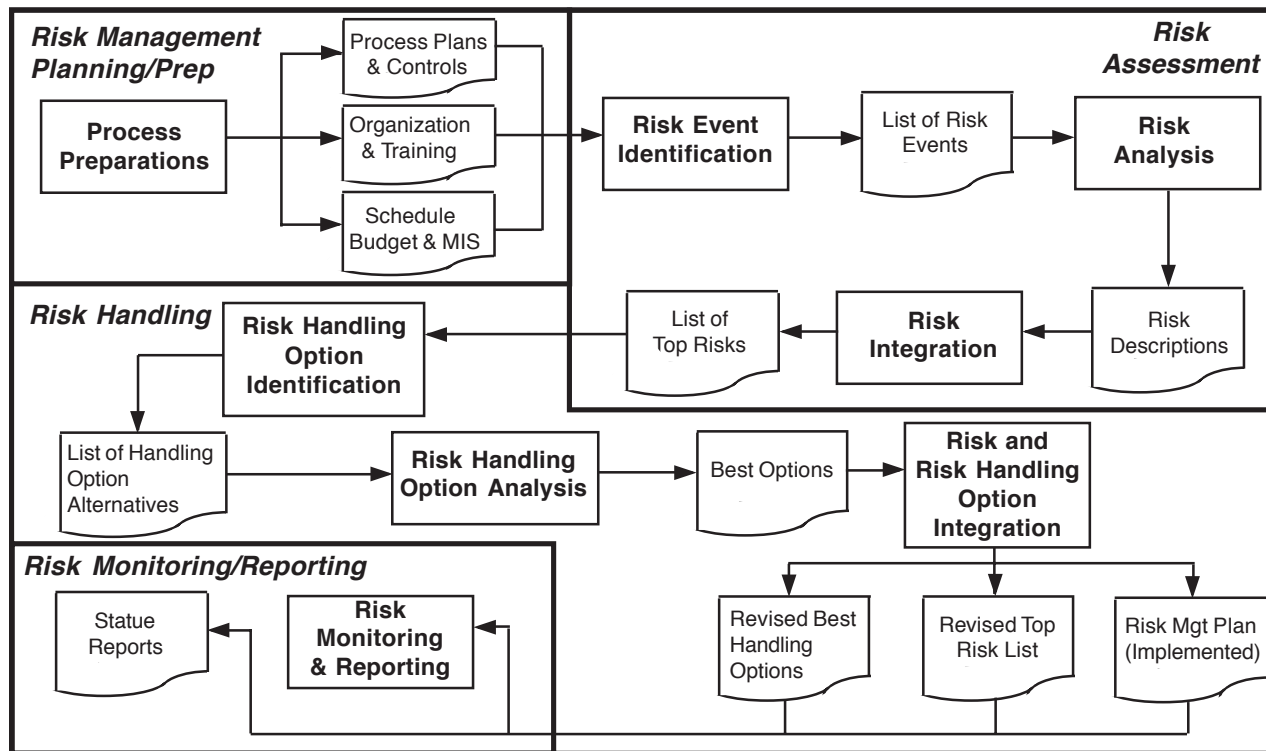 Risk Management
Planning/Prep
Process
Preparations
Process Plans
& Controls
Organization
& Training
Schedule
Budget & MIS
Risk
Assessment
Risk Event
Identification
List of Risk
Events
Risk
Analysis
Risk
Descriptions
Risk
Integration
List of
Top Risks
Risk Handling
Risk Handling
Option
Identification
List of Handling
Option
Alternatives
Risk Handling
Option Analysis
Best Options
Risk and
Risk Handling
Option
Integration
Revised Best
Handling
Options
Revised Top
Risk List
Risk Mgt Plan
(Implemented)
Risk Monitoring/Reporting
Statue
Reports
Risk
Monitoring
& Reporting